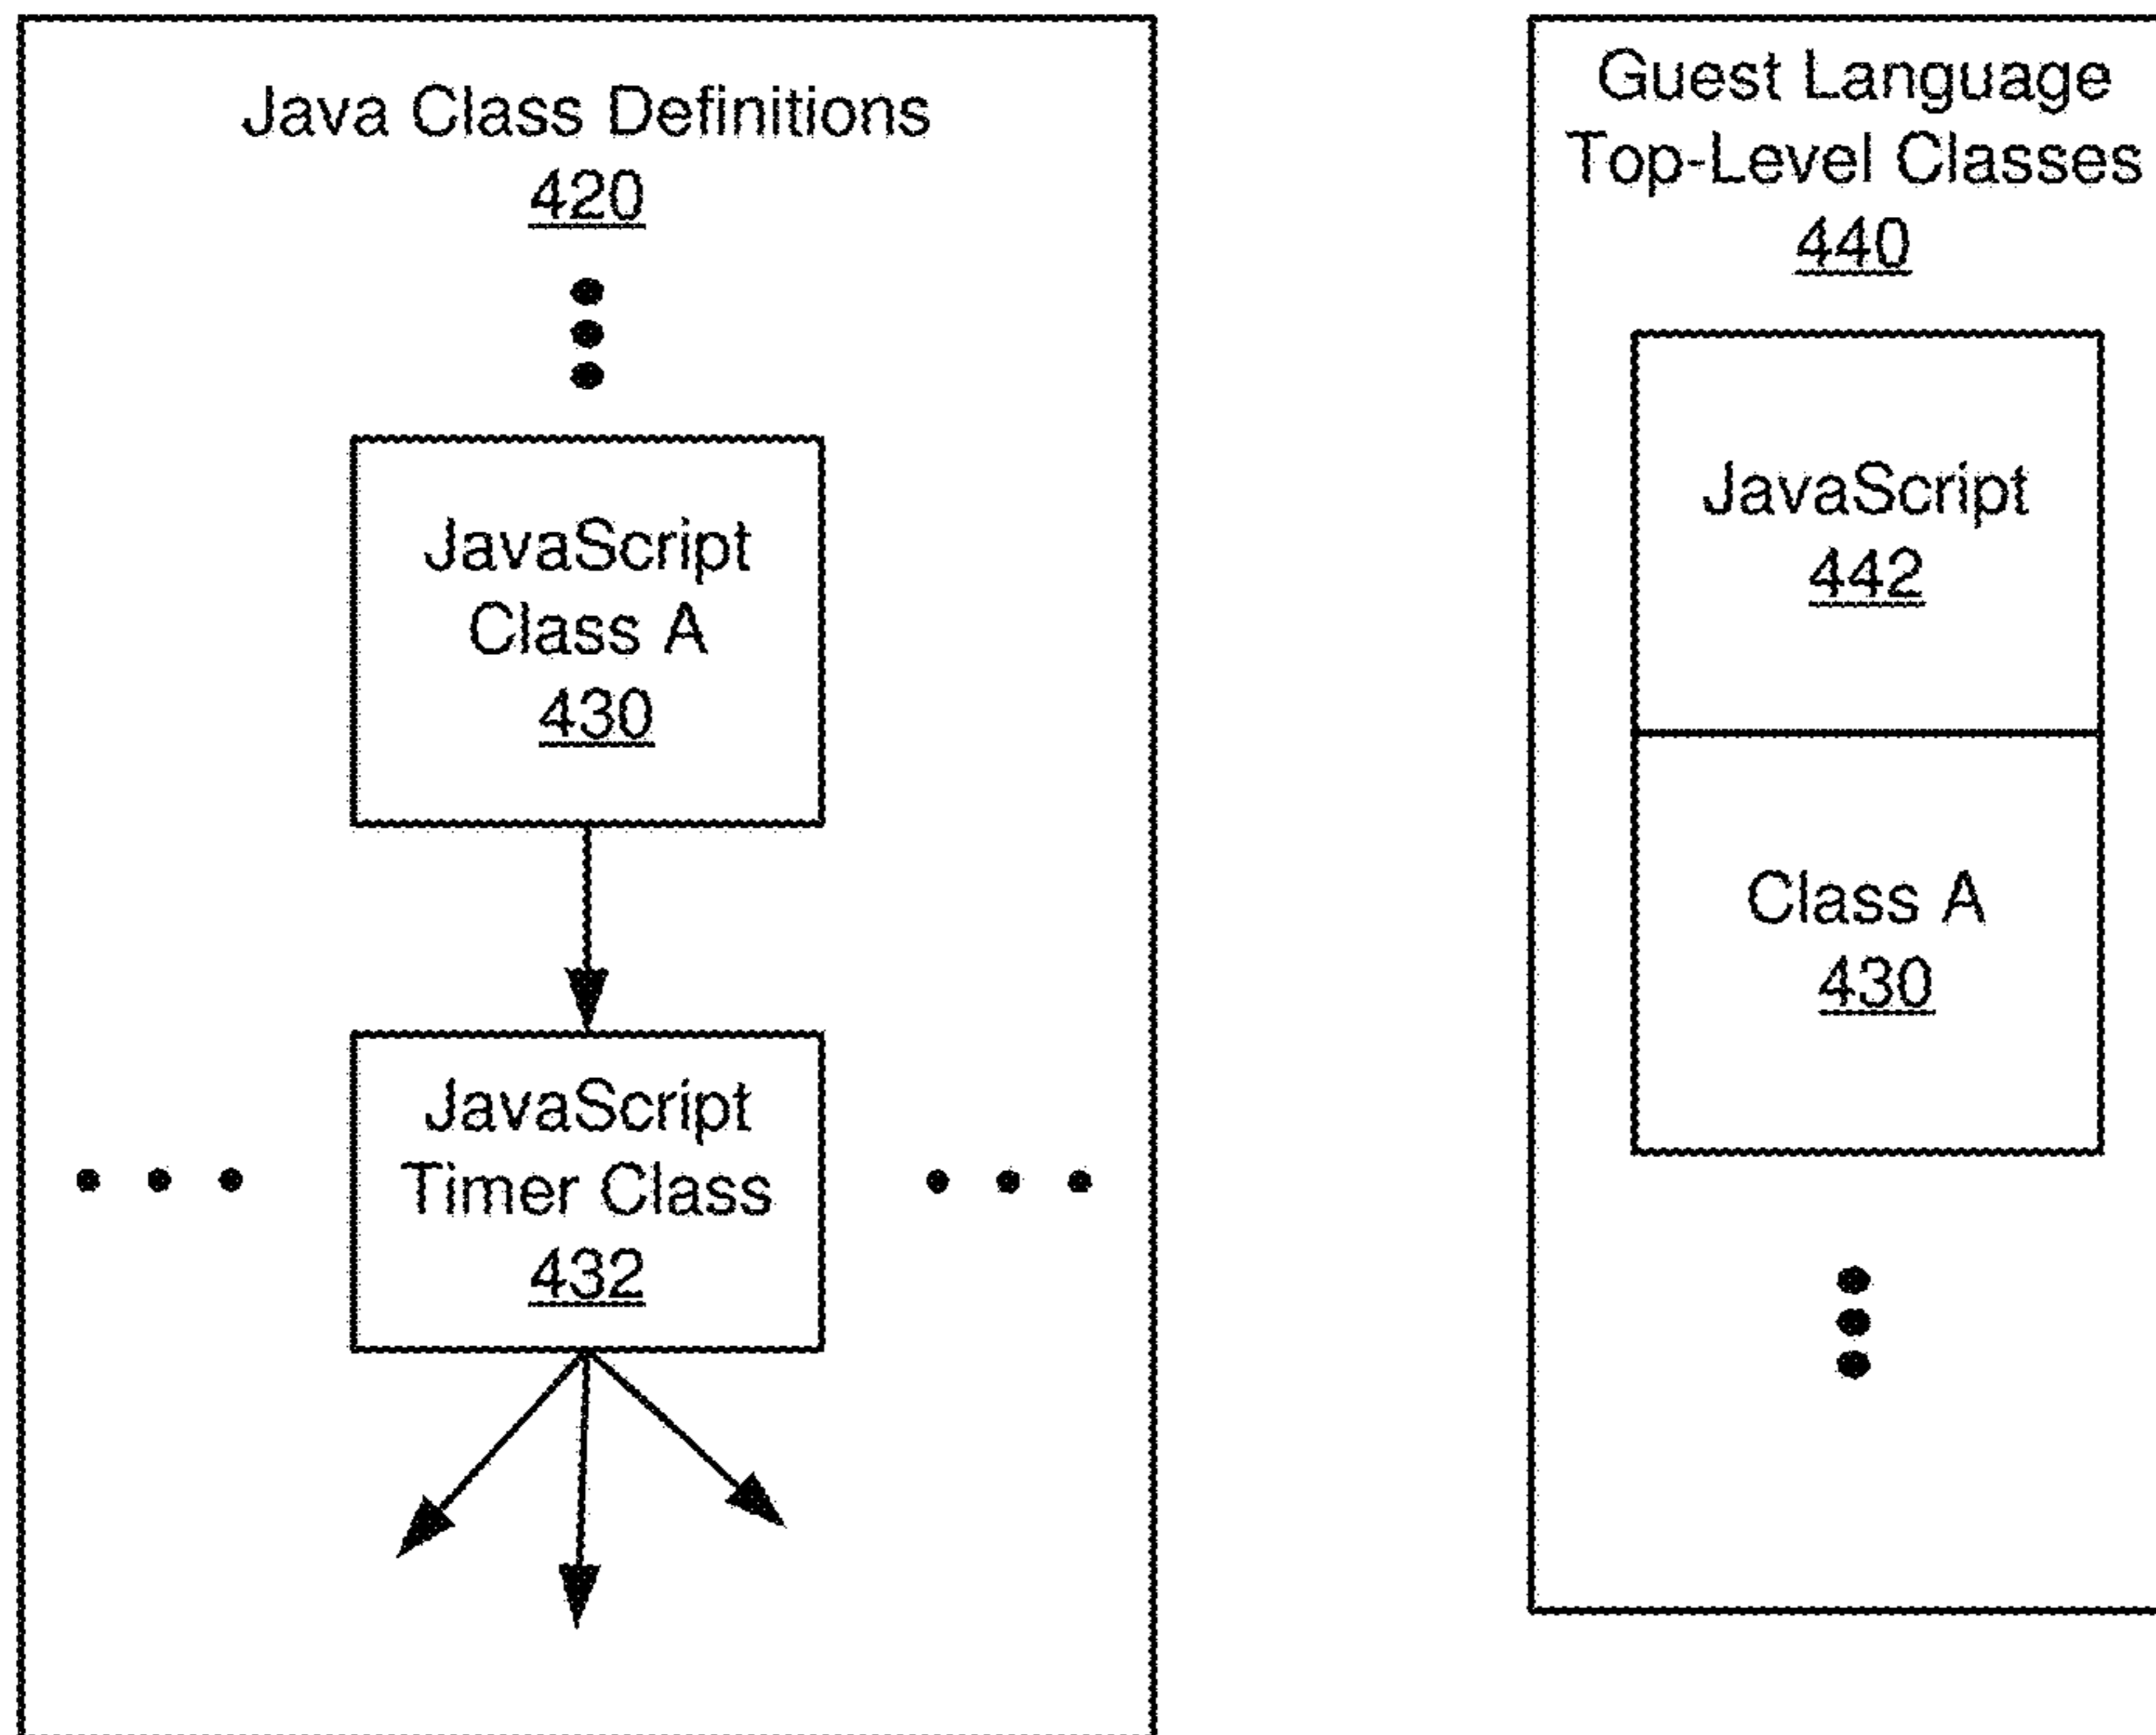 Java Class Definitions
420
JavaScript
Class A
430
JavaScript
Timer Class
432
Guest Language
Top-Level Classes
440
JavaScript
442
Class A
430